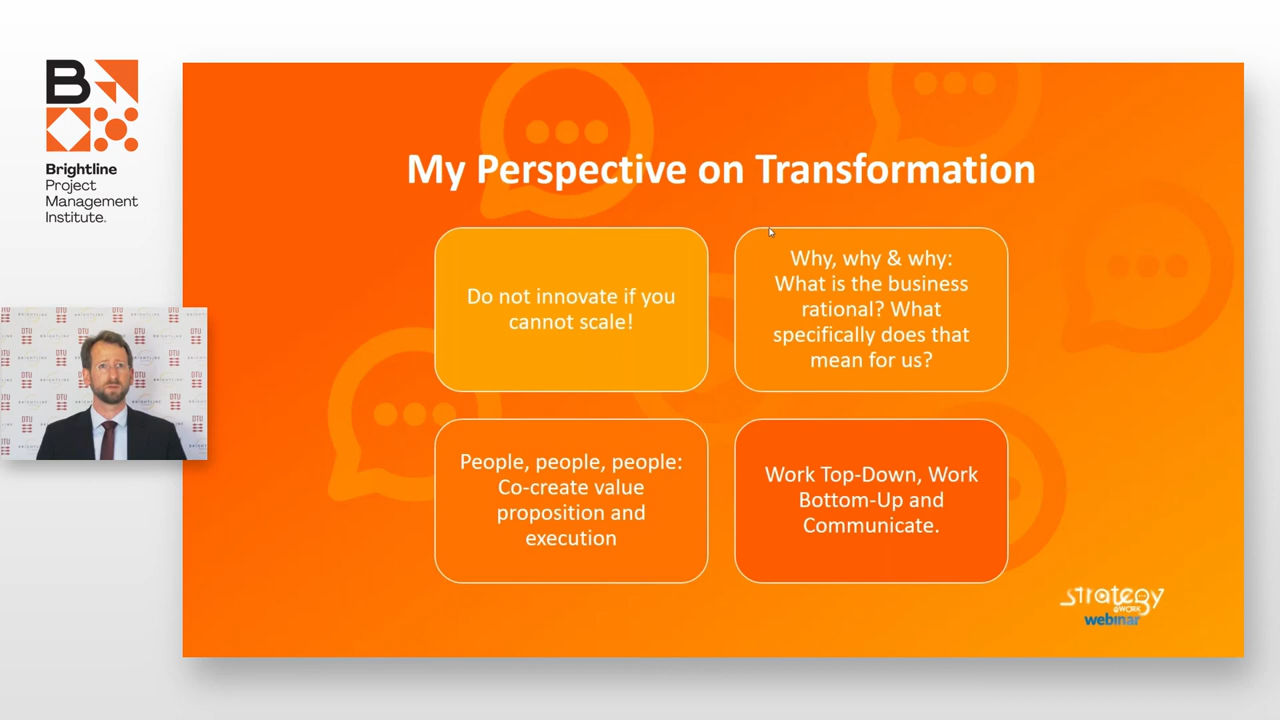 B
Brightline
Project
Management
Institute.
My Perspective on Transformation
Do not innovate if you
cannot scale!
Why, why & why:
What is the business
rational? What
specifically does that
mean for us?
People, people, people:
Co-create value
proposition and
execution
Work Top-Down, Work
Bottom-Up and
Communicate.
strategy
@WORK
webinar
DTU
BRIGHTLINE